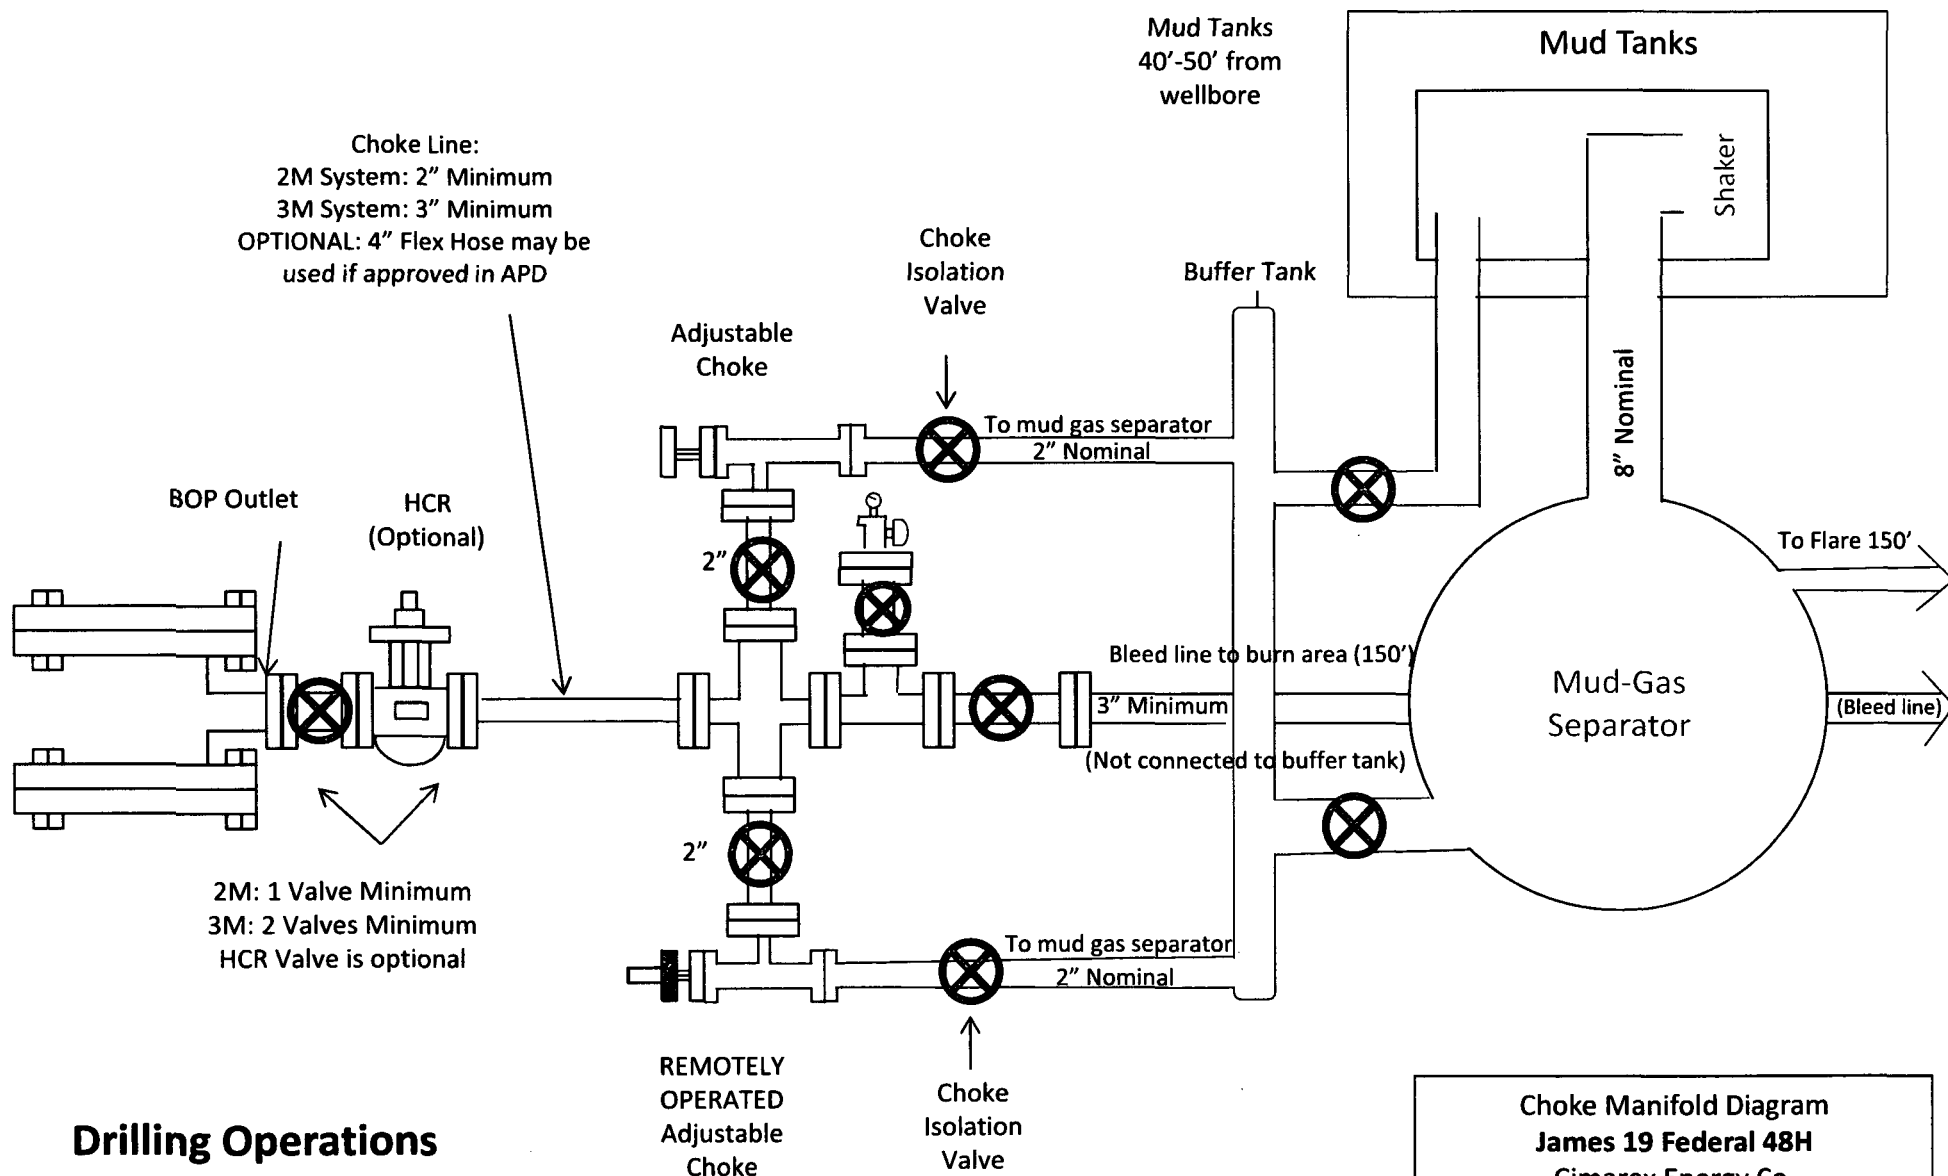 Mud Tanks
40’-50’ from
wellbore
Mud Tanks
Shaker
Choke Line:
2M System: 2” Minimum
3M System: 3” Minimum
OPTIONAL: 4” Flex Hose may be
used if approved in APD
Choke
Isolation
Valve
Buffer Tank
Adjustable
Choke
8” Nominal
To mud gas separator
2” Nominal
BOP Outlet
HCR
(Optional)
2”
To Flare 150’
Bleed line to burn area (150’)
3” Minimum
(Not connected to buffer tank)
Mud-Gas
Separator
(Bleed line)
2”
2M: 1 Valve Minimum
3M: 2 Valves Minimum
HCR Valve is optional
To mud gas separator
2” Nominal
REMOTELY
OPERATED
Adjustable
Choke
Choke
Isolation
Valve
Drilling Operations
Choke Manifold Diagram
James 19 Federal 48H
Cimarex Energy Co